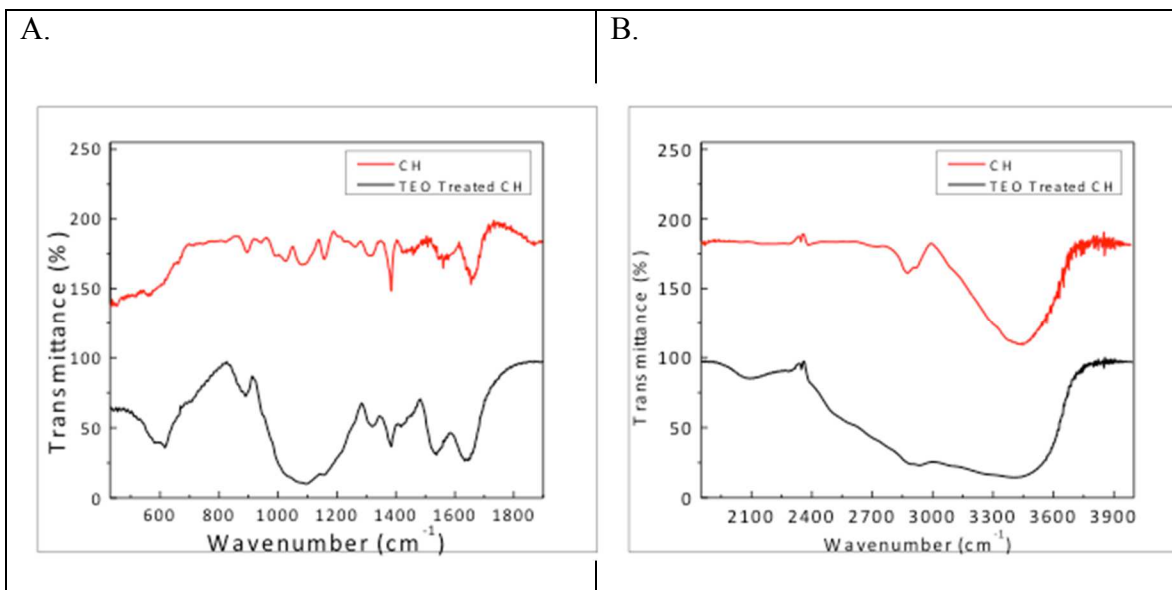 A.
B.
250
200
150
100
50
0
Transmittance (%)
CH
TEO Treated CH
600 800 1000 1200 1400 1600 1800
Wavenumber (cm-1)
250
200
150
100
50
0
Transmittance (%)
CH
TEO Treated CH
2100 2400 2700 3000 3300 3600 3900
Wavenumber (cm-1)